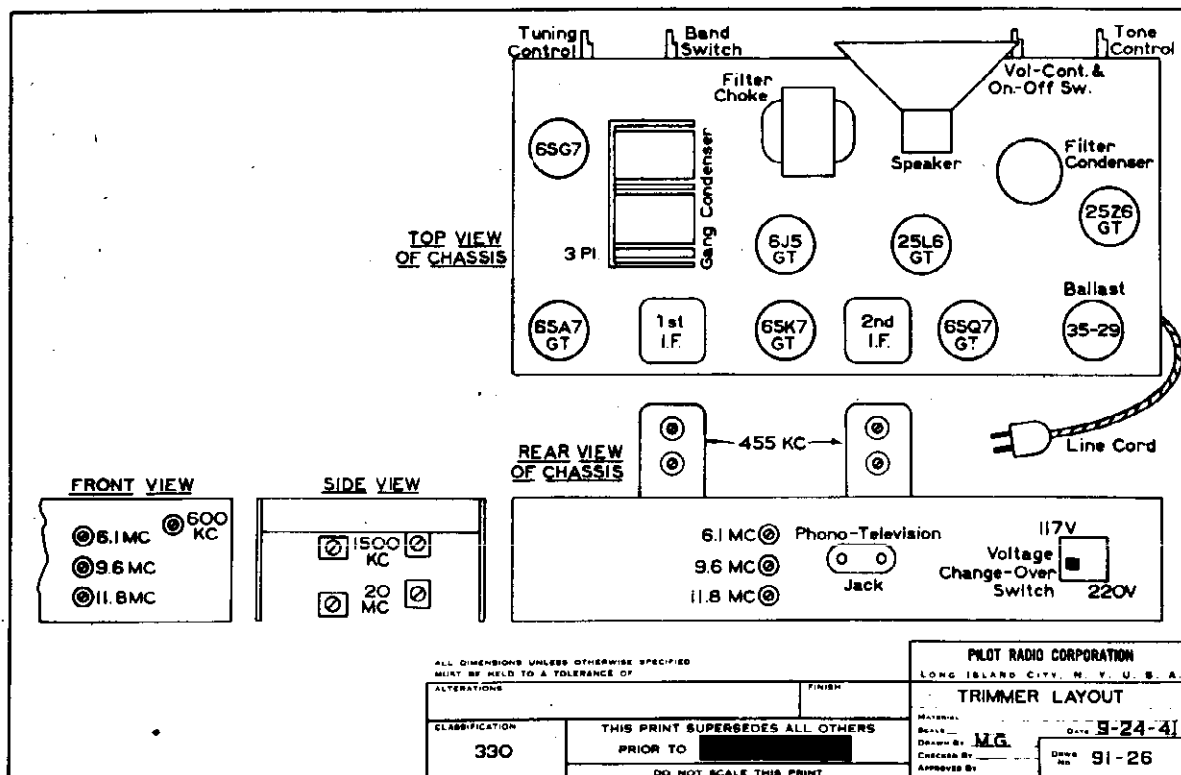 Tuning
Control
Band
Switch
Tone
Control
Filter
Choke
Vol-Cont. &
On-Off Sw.
6SG7
Speaker
Filter
Condenser
Gang Condenser
TOP VIEW
OF CHASSIS
3 PI.
6J5
GT
25L6
GT
25Z6
GT
Ballast
6SA7
GT
1st
I.F.
6SK7
GT
2nd
I.F.
6SQ7
GT
35-29
455 KC
REAR VIEW
OF CHASSIS
Line Cord
FRONT VIEW
SIDE VIEW
600
KC
6.1 MC
9.6 MC
11.8 MC
1500
KC
20
MC
6.1 MC
9.6 MC
11.8 MC
Phono-Television
Jack
117V
Voltage
Change-Over
Switch
220V
ALL DIMENSIONS UNLESS OTHERWISE SPECIFIED
MUST BE HELD TO A TOLERANCE OF
ALTERATIONS
FINISH
CLASSIFICATION
330
THIS PRINT SUPERSEDES ALL OTHERS
PRIOR TO
DO NOT SCALE THIS PRINT
PILOT RADIO CORPORATION
LONG ISLAND CITY, N. Y. U. S. A.
TRIMMER LAYOUT
MATERIAL
SCALE
DATE 9-24-41
DRAWN BY M.G.
CHECKED BY
APPROVED BY
DRWG NO 91-26